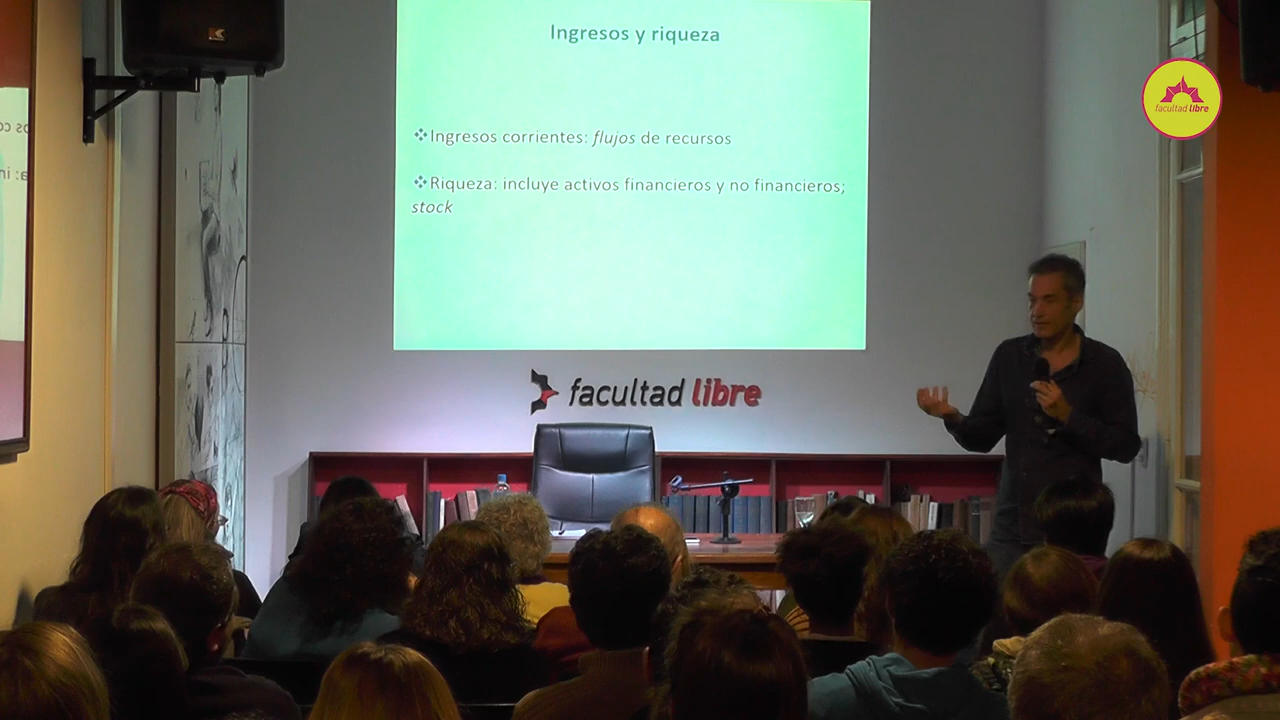 Ingresos y riqueza
❖Ingresos corrientes: flujos de recursos
❖Riqueza: incluye activos financieros y no financieros;
stock
facultad libre
facultad libre